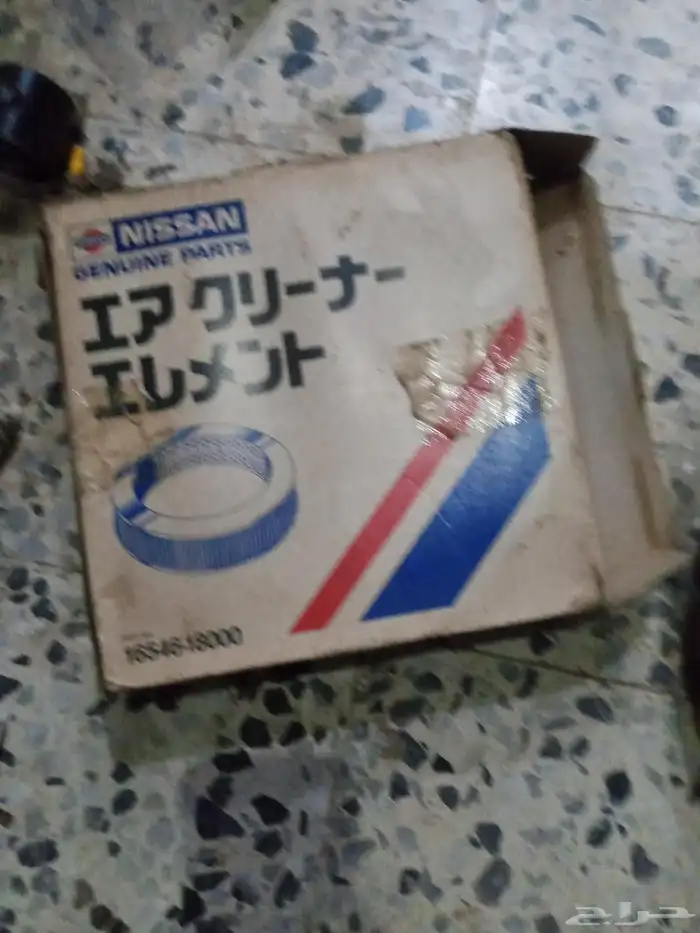 NISSAN
GENUINE PARTS
エア クリーナー
エレメント
16546-18000
حراج